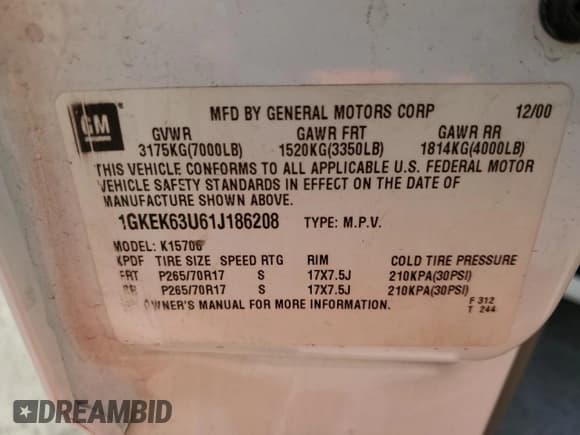 GM
MFD BY GENERAL MOTORS CORP 12/00
GVWR GAWR FRT GAWR RR
3175KG(7000LB) 1520KG(3350LB) 1814KG(4000LB)
THIS VEHICLE CONFORMS TO ALL APPLICABLE U.S. FEDERAL MOTOR
VEHICLE SAFETY STANDARDS IN EFFECT ON THE DATE OF
MANUFACTURE SHOWN ABOVE.
1GKEK63U61J186208 TYPE: M.P.V.
MODEL: K15706
KPDF TIRE SIZE SPEED RTG RIM COLD TIRE PRESSURE
FRT P265/70R17 S 17X7.5J 210KPA(30PSI)
RR P265/70R17 S 17X7.5J 210KPA(30PSI)
OWNER'S MANUAL FOR MORE INFORMATION.
F 312
T 244
DREAMBID